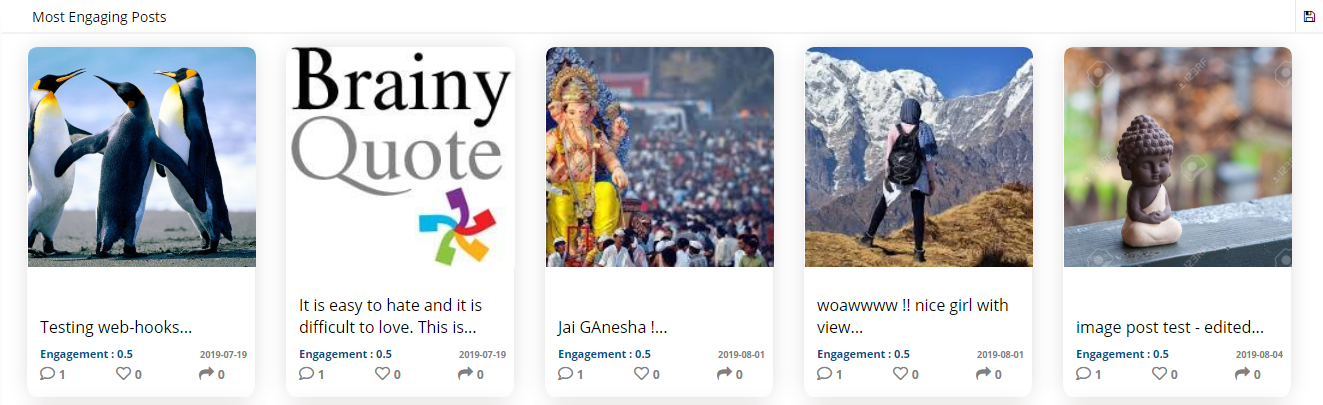 Most Engaging Posts
Brainy
Quote
Testing web-hooks...
Engagement : 0.5 2019-07-19
1 0 0
It is easy to hate and it is
difficult to love. This is...
Engagement : 0.5 2019-07-19
1 0 0
Jai GAnesha !...
Engagement : 0.5 2019-08-01
1 0 0
woawwww !! nice girl with
view...
Engagement : 0.5 2019-08-01
1 0 0
123RF
123RF
123RF
image post test - edited...
Engagement : 0.5 2019-08-04
1 0 0